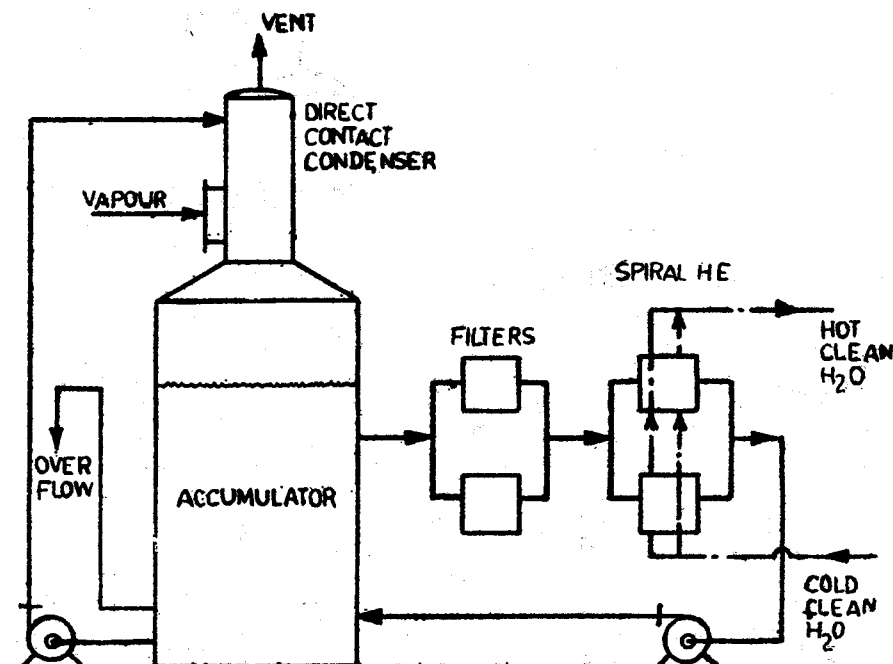 VENT
DIRECT
CONTACT
CONDENSER
VAPOUR
SPIRAL HE
FILTERS
HOT
CLEAN
H₂O
OVER
FLOW
ACCUMULATOR
COLD
CLEAN
H₂O